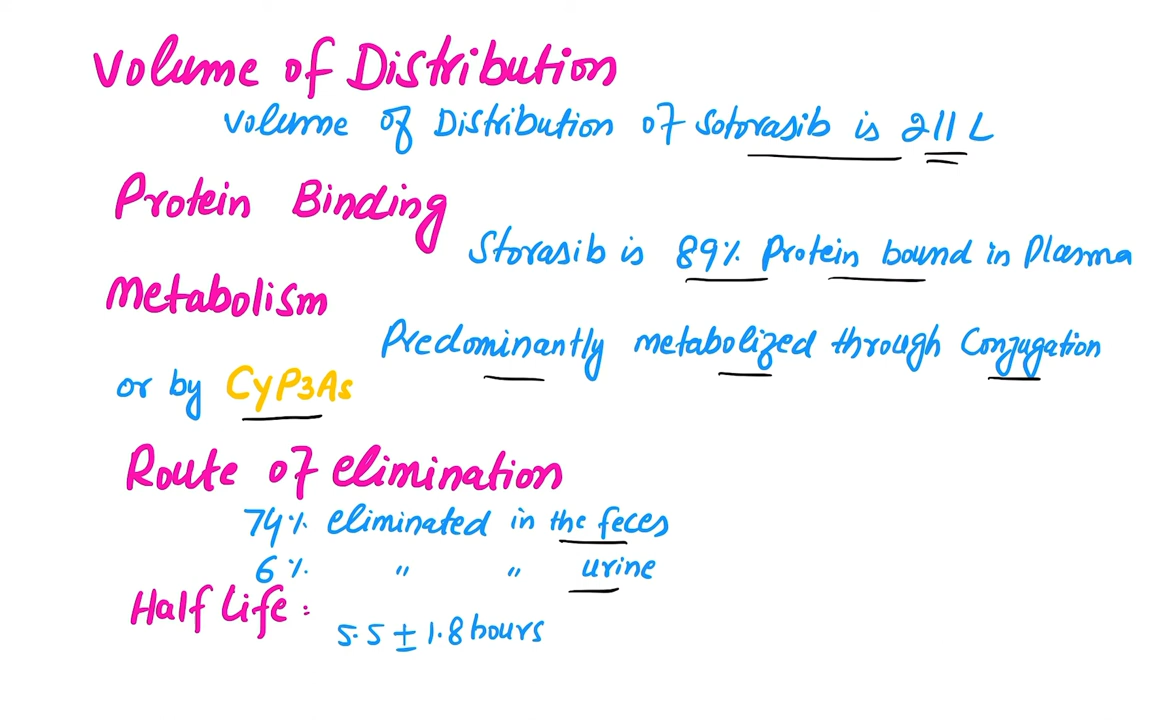 Volume of Distribution
Volume of Distribution of Sotorasib is 211 L
Protein Binding
Storasib is 89% Protein bound in Plasma
Metabolism
Predominantly metabolized through Conjugation
or by CYP3As
Route of elimination
74% eliminated in the feces
6% " " urine
Half Life:
5.5 ± 1.8 hours